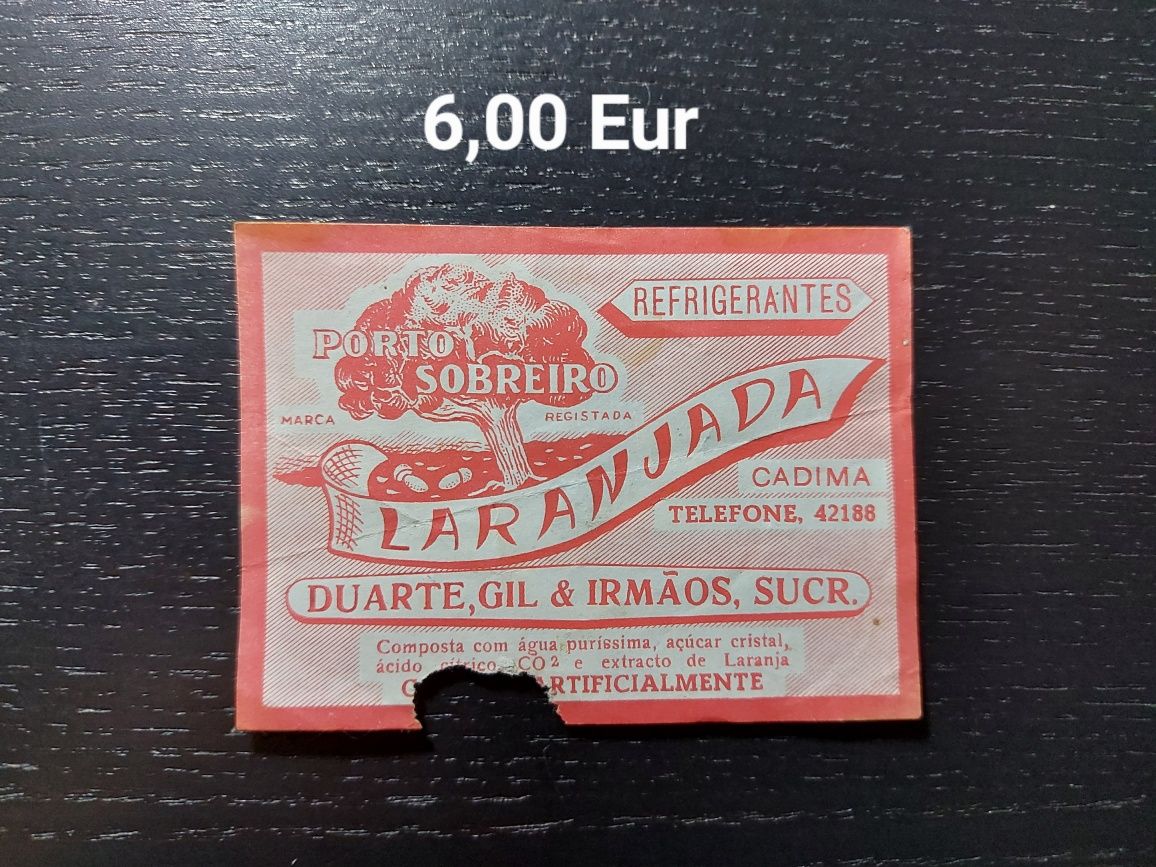 6,00 Eur
REFRIGERANTES
PORTO
SOBREIRO
MARCA REGISTADA
LARANJADA
CADIMA
TELEFONE, 42188
DUARTE, GIL & IRMÃOS, SUCR.
Composta com água puríssima, açúcar cristal,
ácido cítrico CO² e extracto de Laranja
ARTIFICIALMENTE